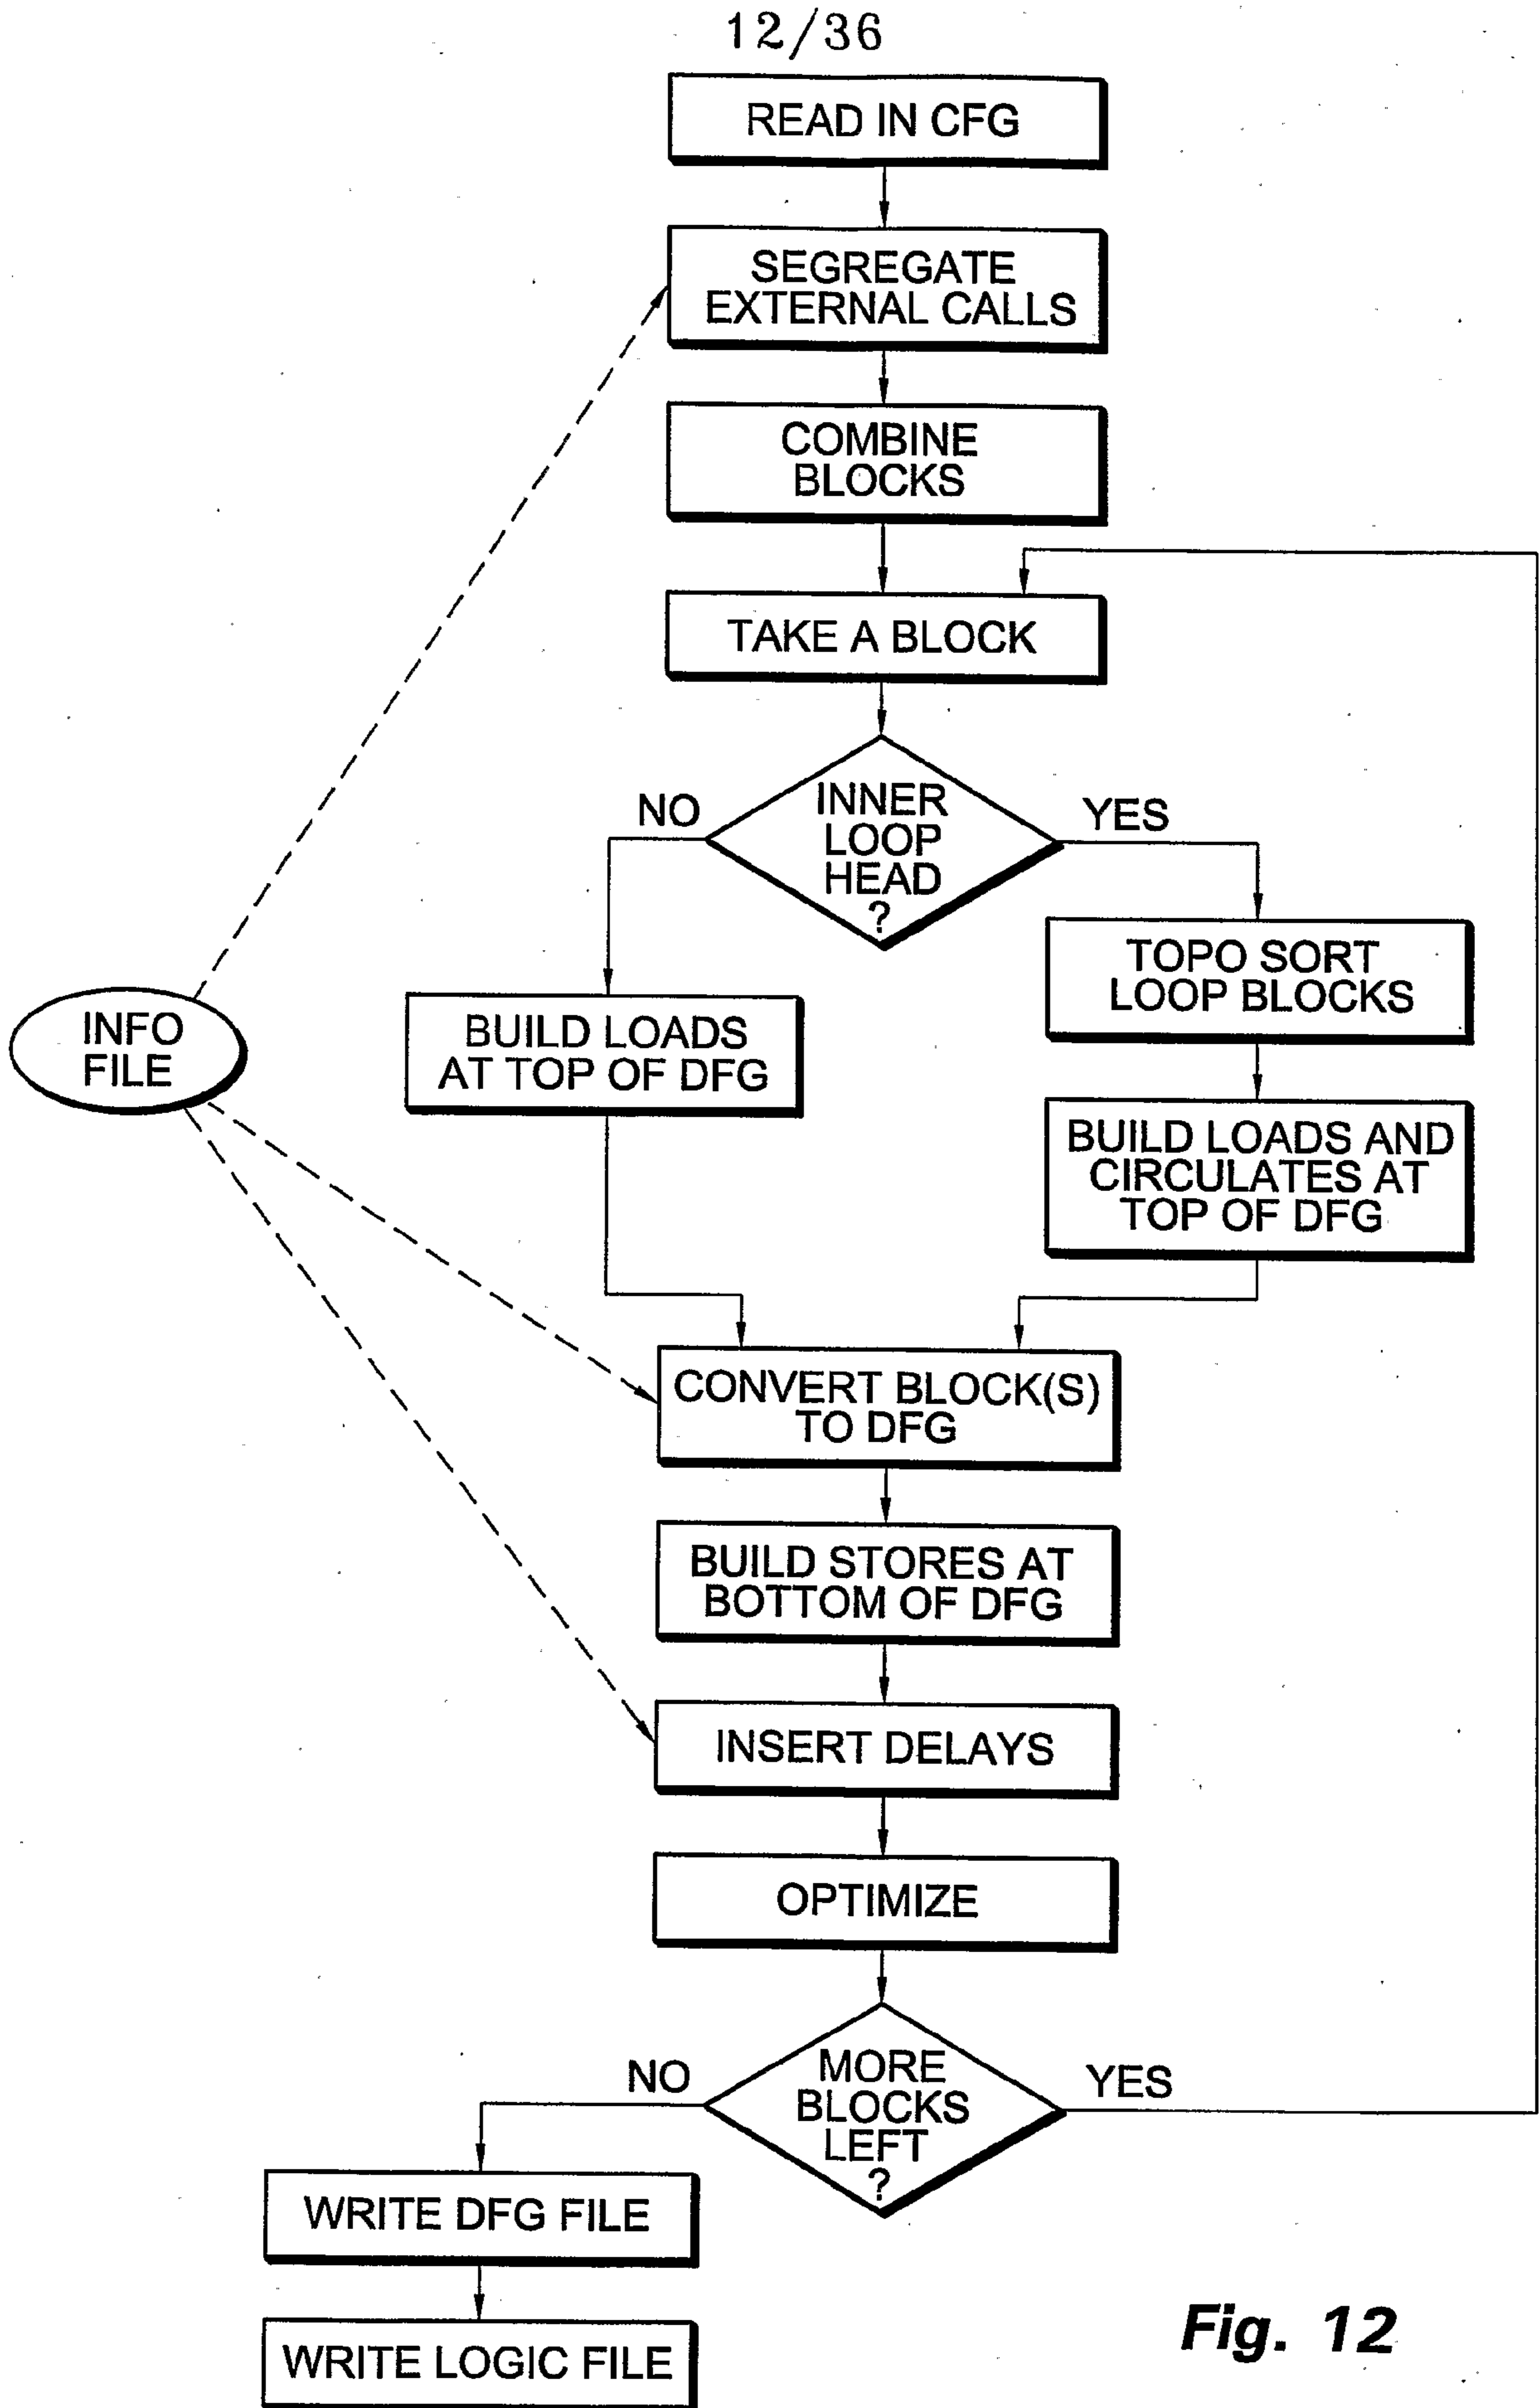 12/36
READ IN CFG
SEGREGATE
EXTERNAL CALLS
COMBINE
BLOCKS
TAKE A BLOCK
INNER
LOOP
HEAD
?
NO
YES
TOPO SORT
LOOP BLOCKS
INFO
FILE
BUILD LOADS
AT TOP OF DFG
BUILD LOADS AND
CIRCULATES AT
TOP OF DFG
CONVERT BLOCK(S)
TO DFG
BUILD STORES AT
BOTTOM OF DFG
INSERT DELAYS
OPTIMIZE
MORE
BLOCKS
LEFT
?
NO
YES
WRITE DFG FILE
WRITE LOGIC FILE
Fig. 12